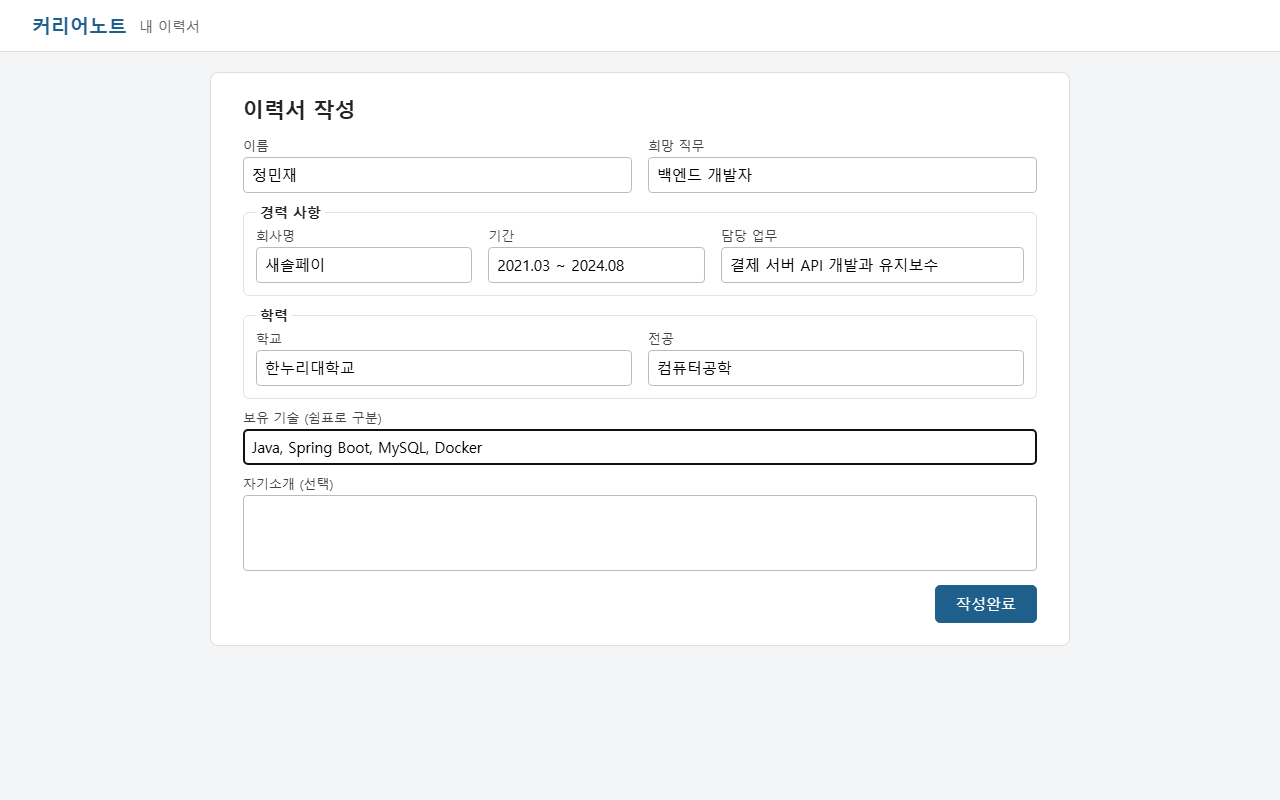 커리어노트 내 이력서
이력서 작성
이름 희망 직무
정민재 백엔드 개발자
경력 사항
회사명 기간 담당 업무
새솔페이 2021.03 ~ 2024.08 결제 서버 API 개발과 유지보수
학력
학교 전공
한누리대학교 컴퓨터공학
보유 기술 (쉼표로 구분)
Java, Spring Boot, MySQL, Docker
자기소개 (선택)
작성완료